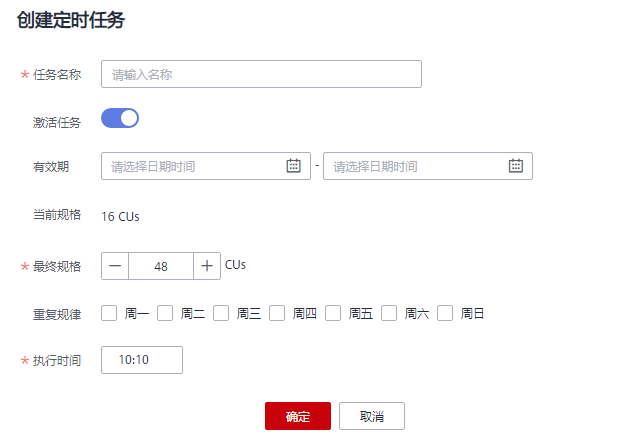 创建定时任务
* 任务名称 请输入名称
激活任务
有效期 请选择日期时间 - 请选择日期时间
当前规格 16 CUs
* 最终规格 — 48 + CUs
重复规律 周一 周二 周三 周四 周五 周六 周日
* 执行时间 10:10
确定 取消